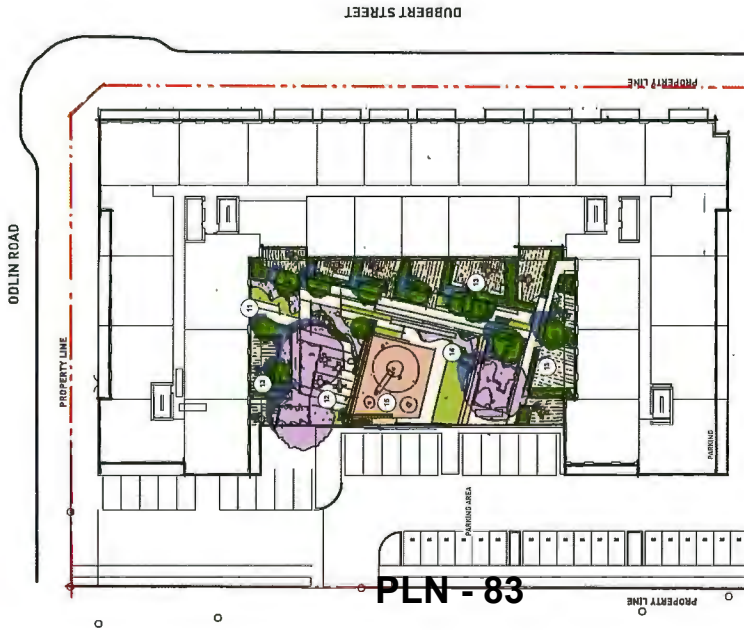 DUBBERT STREET
PROPERTY LINE
ODLIN ROAD
PROPERTY LINE
11
13
13
14
13
12
15
PARKING
PARKING AREA
PLN - 83
PROPERTY LINE